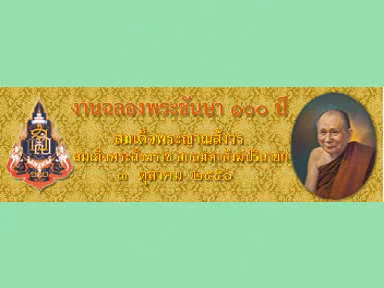 งานฉลองพระชันษา ๑๐๐ ปี
สมเด็จพระญาณสังวร
สมเด็จพระสังฆราช สกลมหาสังฆปริณายก
๓ ตุลาคม ๒๕๕๖